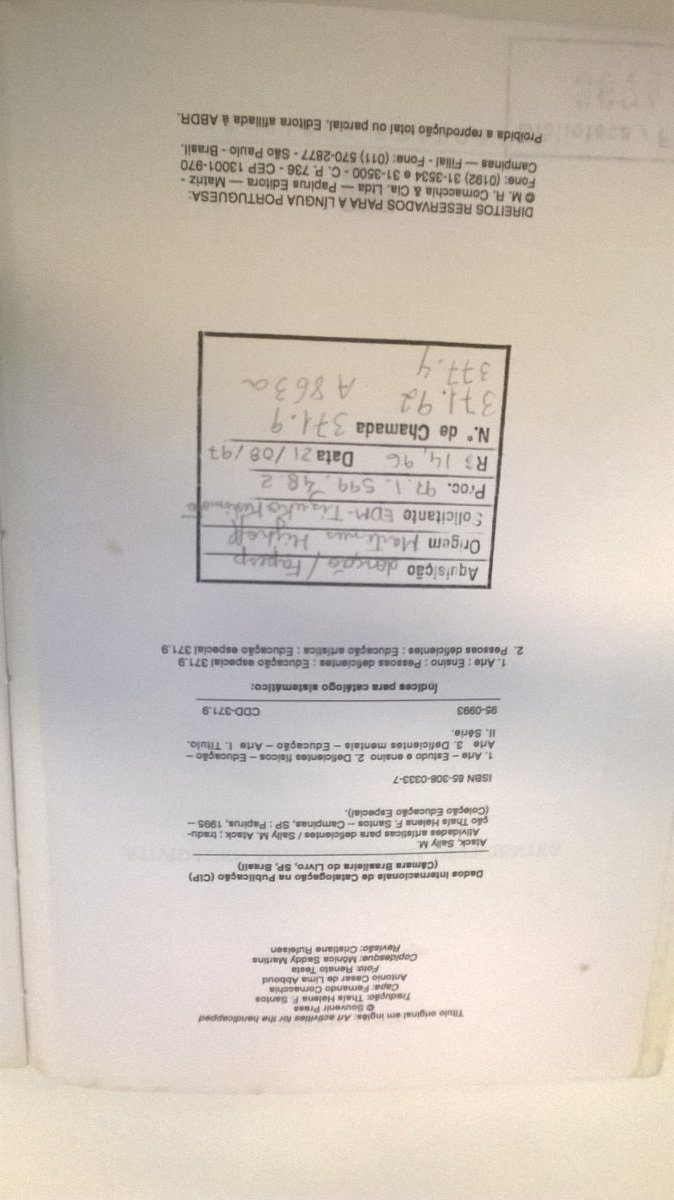 Título original em inglês: Art activities for the handicapped
© Souvenir Press
Tradução: Thaïs Helena F. Santos
Capa: Fernando Cornacchia
Antonio Cesar de Lima Abboud
Foto: Renato Testa
Copidesque: Mônica Saddy Martins
Revisão: Cristiane Rufeisen
Dados Internacionais de Catalogação na Publicação (CIP)
(Câmara Brasileira do Livro, SP, Brasil)
Atack, Sally M.
Atividades artísticas para deficientes / Sally M. Atack ; tradu-
ção Thaïs Helena F. Santos -- Campinas, SP : Papirus, 1995 –
(Coleção Educação Especial).
ISBN 85-308-0333-7
1. Arte – Estudo e ensino 2. Deficientes físicos – Educação –
Arte 3. Deficientes mentais – Educação – Arte I. Título.
II. Série.
95-0993 CDD-371.9
Índices para catálogo sistemático:
1. Arte : Ensino : Pessoas deficientes : Educação especial 371.9
2. Pessoas deficientes : Educação artística : Educação especial 371.9
Aquisição doação / Fapesp
Origem Martinus Nijhoff
Solicitante EDM-Tizuko
Proc. 97.1.599.48.2
R$ 14,96 Data 21/08/97
N.º de Chamada 371.9
371.92 A863a
377.4
DIREITOS RESERVADOS PARA A LÍNGUA PORTUGUESA:
© M. R. Cornacchia & Cia. Ltda — Papirus Editora — Matriz -
Fone: (0192) 31-3534 e 31-3500 - C. P. 736 - CEP 13001-970
Campinas — Filial - Fone: (011) 570-2877 - São Paulo - Brasil.
Proibida a reprodução total ou parcial. Editora afiliada à ABDR.